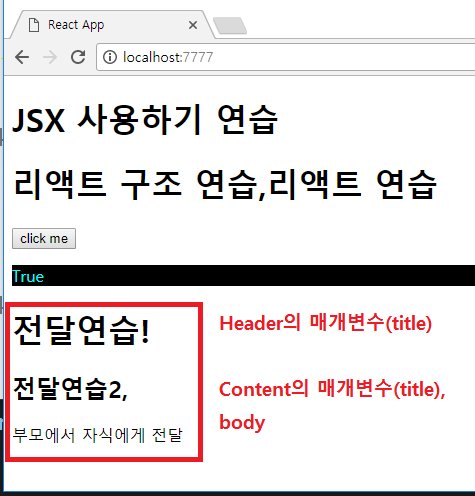 React App
localhost:7777
JSX 사용하기 연습
리액트 구조 연습,리액트 연습
click me
True
전달연습!
Header의 매개변수(title)
전달연습2,
Content의 매개변수(title),
body
부모에서 자식에게 전달